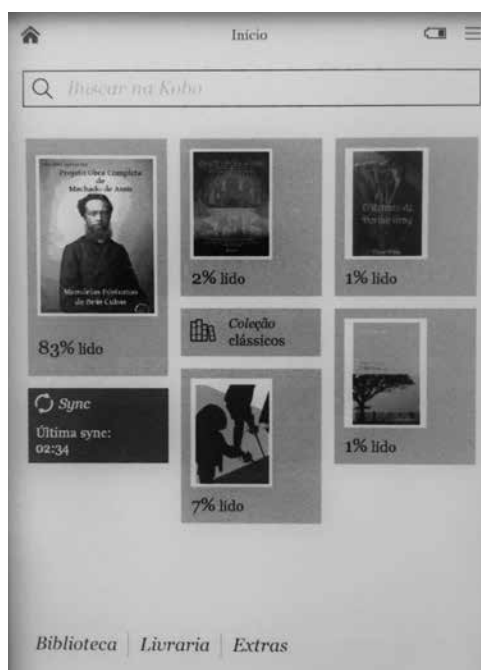 Início
Buscar na Kobo
Projeto Obra Completa
de
Machado de Assis
Memórias Póstumas
de Brás Cubas
83% lido
2% lido
1% lido
Coleção
clássicos
Sync
Última sync:
02:34
7% lido
1% lido
Biblioteca
Livraria
Extras